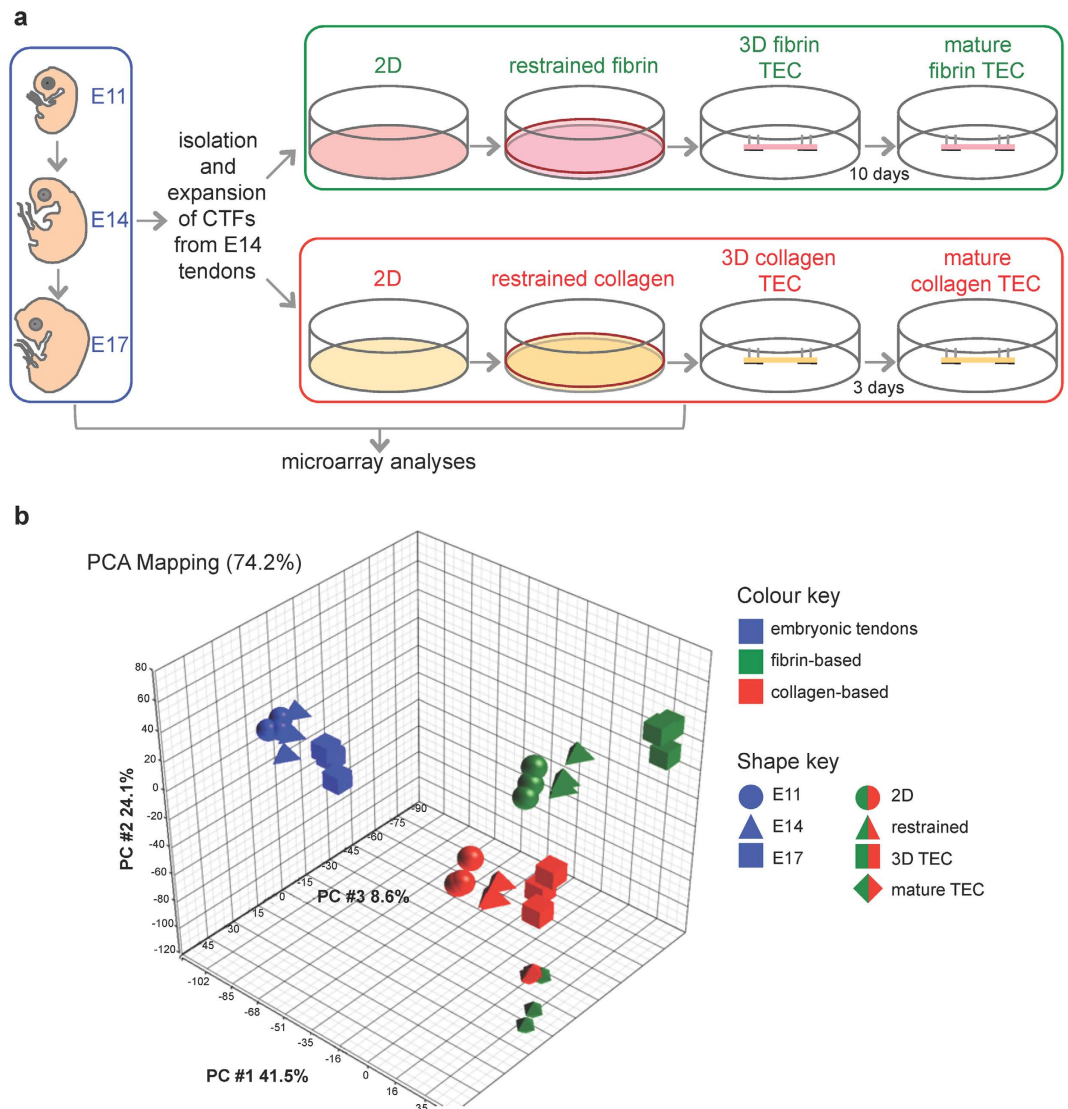 a
E11
E14
E17
isolation
and
expansion
of CTFs
from E14
tendons
2D
restrained fibrin
3D fibrin
TEC
mature
fibrin TEC
10 days
2D
restrained collagen
3D collagen
TEC
mature
collagen TEC
3 days
microarray analyses
b
PCA Mapping (74.2%)
80
60
40
20
0
-20
-40
-60
-80
-100
-120
PC #2 24.1%
-90
-75
-60
-45
-30
-15
0
15
30
45
PC #3 8.6%
-102
-85
-68
-51
-35
-16
0
16
35
PC #1 41.5%
Colour key
embryonic tendons
fibrin-based
collagen-based
Shape key
E11
E14
E17
2D
restrained
3D TEC
mature TEC